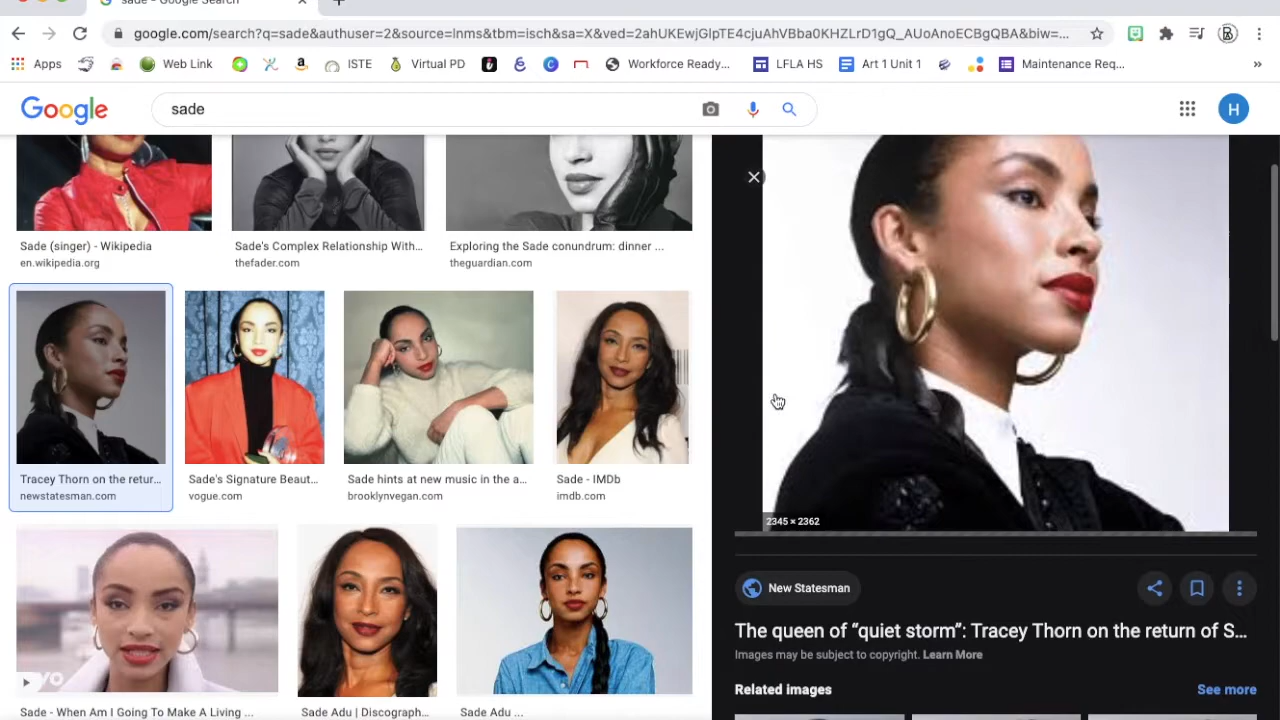 sade - Google Search
google.com/search?q=sade&authuser=2&source=lnms&tbm=isch&sa=X&ved=2ahUKEwjGlpTE4cjuAhVBba0KHZLrD1gQ_AUoAnoECBgQBA&biw=...
Apps
Web Link
ISTE
Virtual PD
Workforce Ready...
LFLA HS
Art 1 Unit 1
Maintenance Req...
»
Google
sade
H
Sade (singer) - Wikipedia
en.wikipedia.org
Sade's Complex Relationship With...
thefader.com
Exploring the Sade conundrum: dinner ...
theguardian.com
Tracey Thorn on the retur...
newstatesman.com
Sade's Signature Beaut...
vogue.com
Sade hints at new music in the a...
brooklynvegan.com
Sade - IMDb
imdb.com
Sade - When Am I Going To Make A Living ...
Sade Adu | Discograph...
Sade Adu ...
2345 × 2362
New Statesman
The queen of “quiet storm”: Tracey Thorn on the return of S...
Images may be subject to copyright. Learn More
Related images
See more